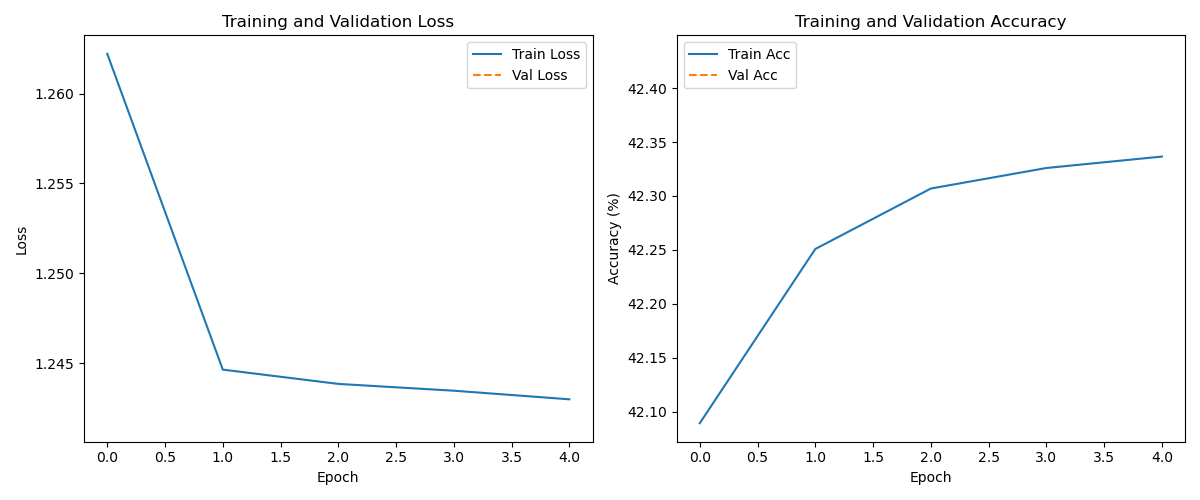 Training and Validation Loss
Train Loss
Val Loss
1.260
1.255
1.250
1.245
Loss
0.0 0.5 1.0 1.5 2.0 2.5 3.0 3.5 4.0
Epoch
Training and Validation Accuracy
Train Acc
Val Acc
42.40
42.35
42.30
42.25
42.20
42.15
42.10
Accuracy (%)
0.0 0.5 1.0 1.5 2.0 2.5 3.0 3.5 4.0
Epoch